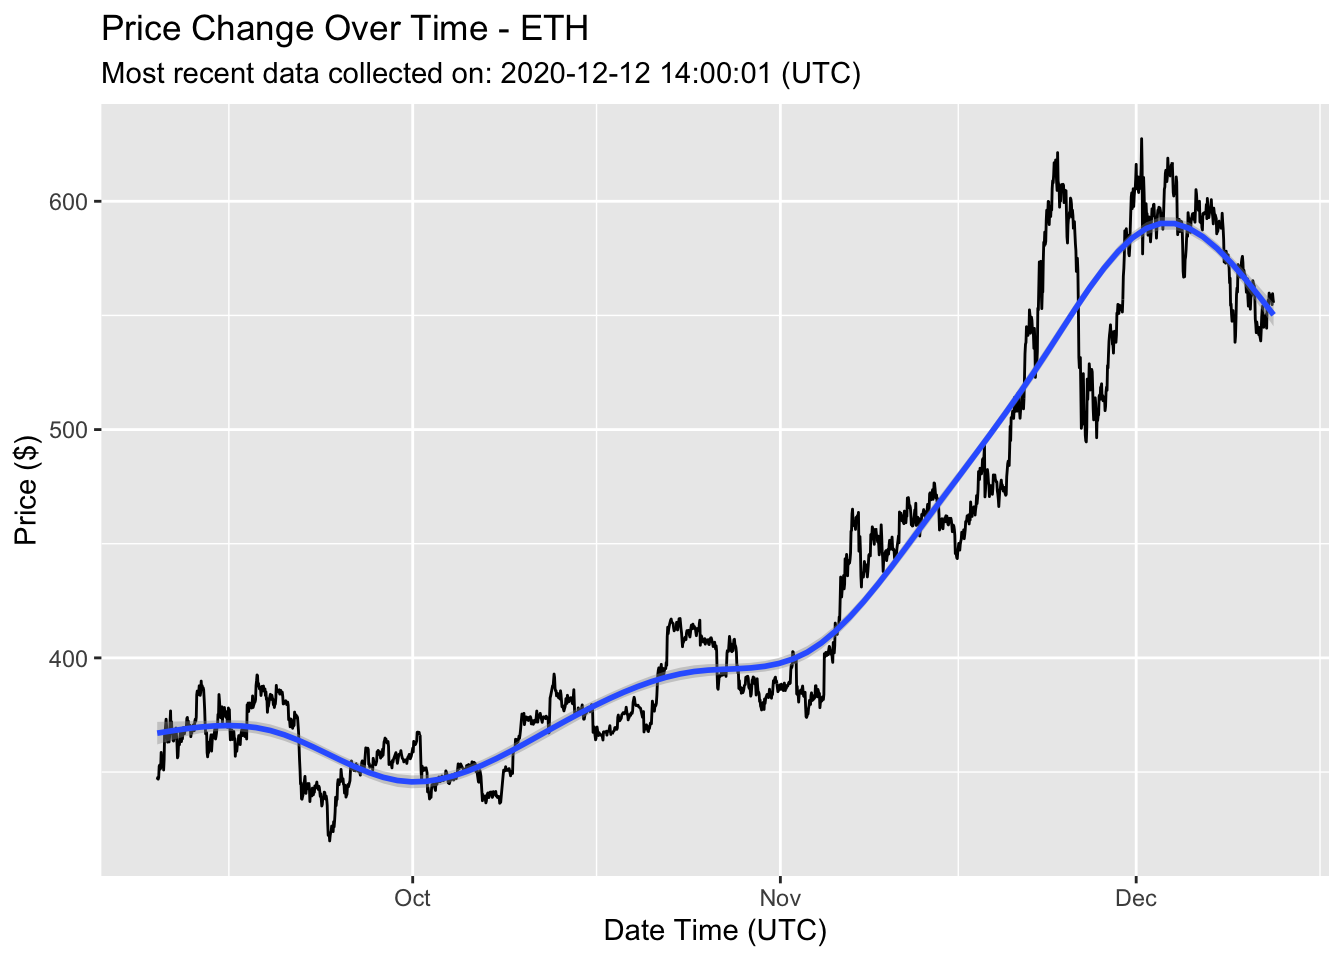 Price Change Over Time - ETH
Most recent data collected on: 2020-12-12 14:00:01 (UTC)
600
500
400
Price ($)
Oct
Nov
Dec
Date Time (UTC)